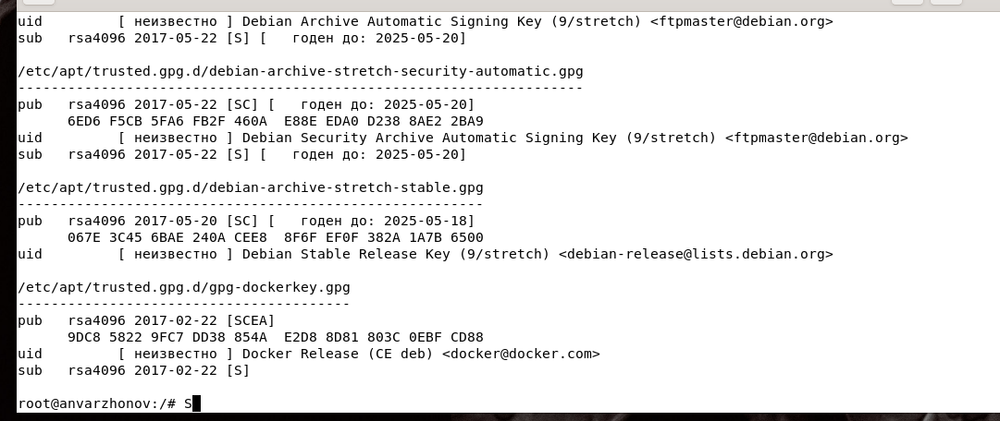 uid         [ неизвестно ] Debian Archive Automatic Signing Key (9/stretch) <ftpmaster@debian.org>
sub   rsa4096 2017-05-22 [S] [   годен до: 2025-05-20]
/etc/apt/trusted.gpg.d/debian-archive-stretch-security-automatic.gpg
--------------------------------------------------------------------
pub   rsa4096 2017-05-22 [SC] [   годен до: 2025-05-20]
      6ED6 F5CB 5FA6 FB2F 460A  E88E EDA0 D238 8AE2 2BA9
uid         [ неизвестно ] Debian Security Archive Automatic Signing Key (9/stretch) <ftpmaster@debian.org>
sub   rsa4096 2017-05-22 [S] [   годен до: 2025-05-20]
/etc/apt/trusted.gpg.d/debian-archive-stretch-stable.gpg
--------------------------------------------------------
pub   rsa4096 2017-05-20 [SC] [   годен до: 2025-05-18]
      067E 3C45 6BAE 240A CEE8  8F6F EF0F 382A 1A7B 6500
uid         [ неизвестно ] Debian Stable Release Key (9/stretch) <debian-release@lists.debian.org>
/etc/apt/trusted.gpg.d/gpg-dockerkey.gpg
----------------------------------------
pub   rsa4096 2017-02-22 [SCEA]
      9DC8 5822 9FC7 DD38 854A  E2D8 8D81 803C 0EBF CD88
uid         [ неизвестно ] Docker Release (CE deb) <docker@docker.com>
sub   rsa4096 2017-02-22 [S]
root@anvarzhonov:/# S